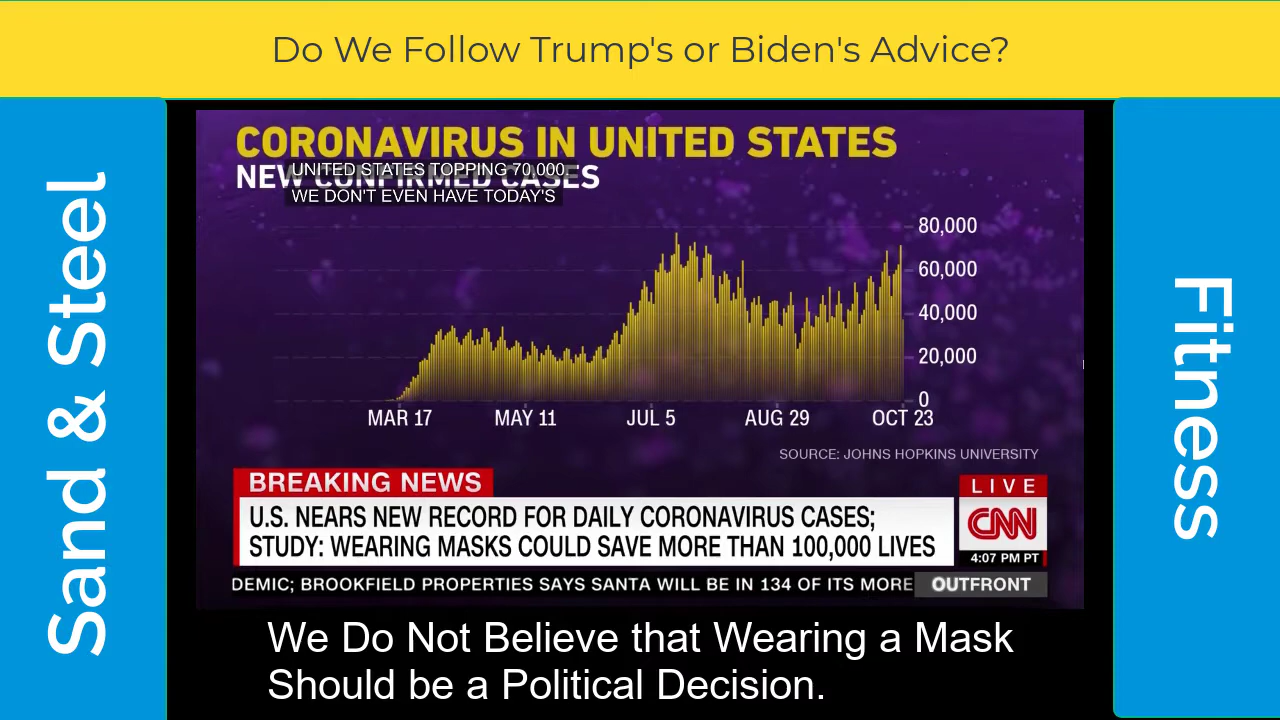 Do We Follow Trump's or Biden's Advice?
Sand & Steel
Fitness
CORONAVIRUS IN UNITED STATES
NEW CONFIRMED CASES
UNITED STATES TOPPING 70,000.
WE DON'T EVEN HAVE TODAY'S
80,000
60,000
40,000
20,000
0
MAR 17 MAY 11 JUL 5 AUG 29 OCT 23
SOURCE: JOHNS HOPKINS UNIVERSITY
BREAKING NEWS
U.S. NEARS NEW RECORD FOR DAILY CORONAVIRUS CASES;
STUDY: WEARING MASKS COULD SAVE MORE THAN 100,000 LIVES
LIVE
CNN
4:07 PM PT
DEMIC; BROOKFIELD PROPERTIES SAYS SANTA WILL BE IN 134 OF ITS MORE
OUTFRONT
We Do Not Believe that Wearing a Mask
Should be a Political Decision.